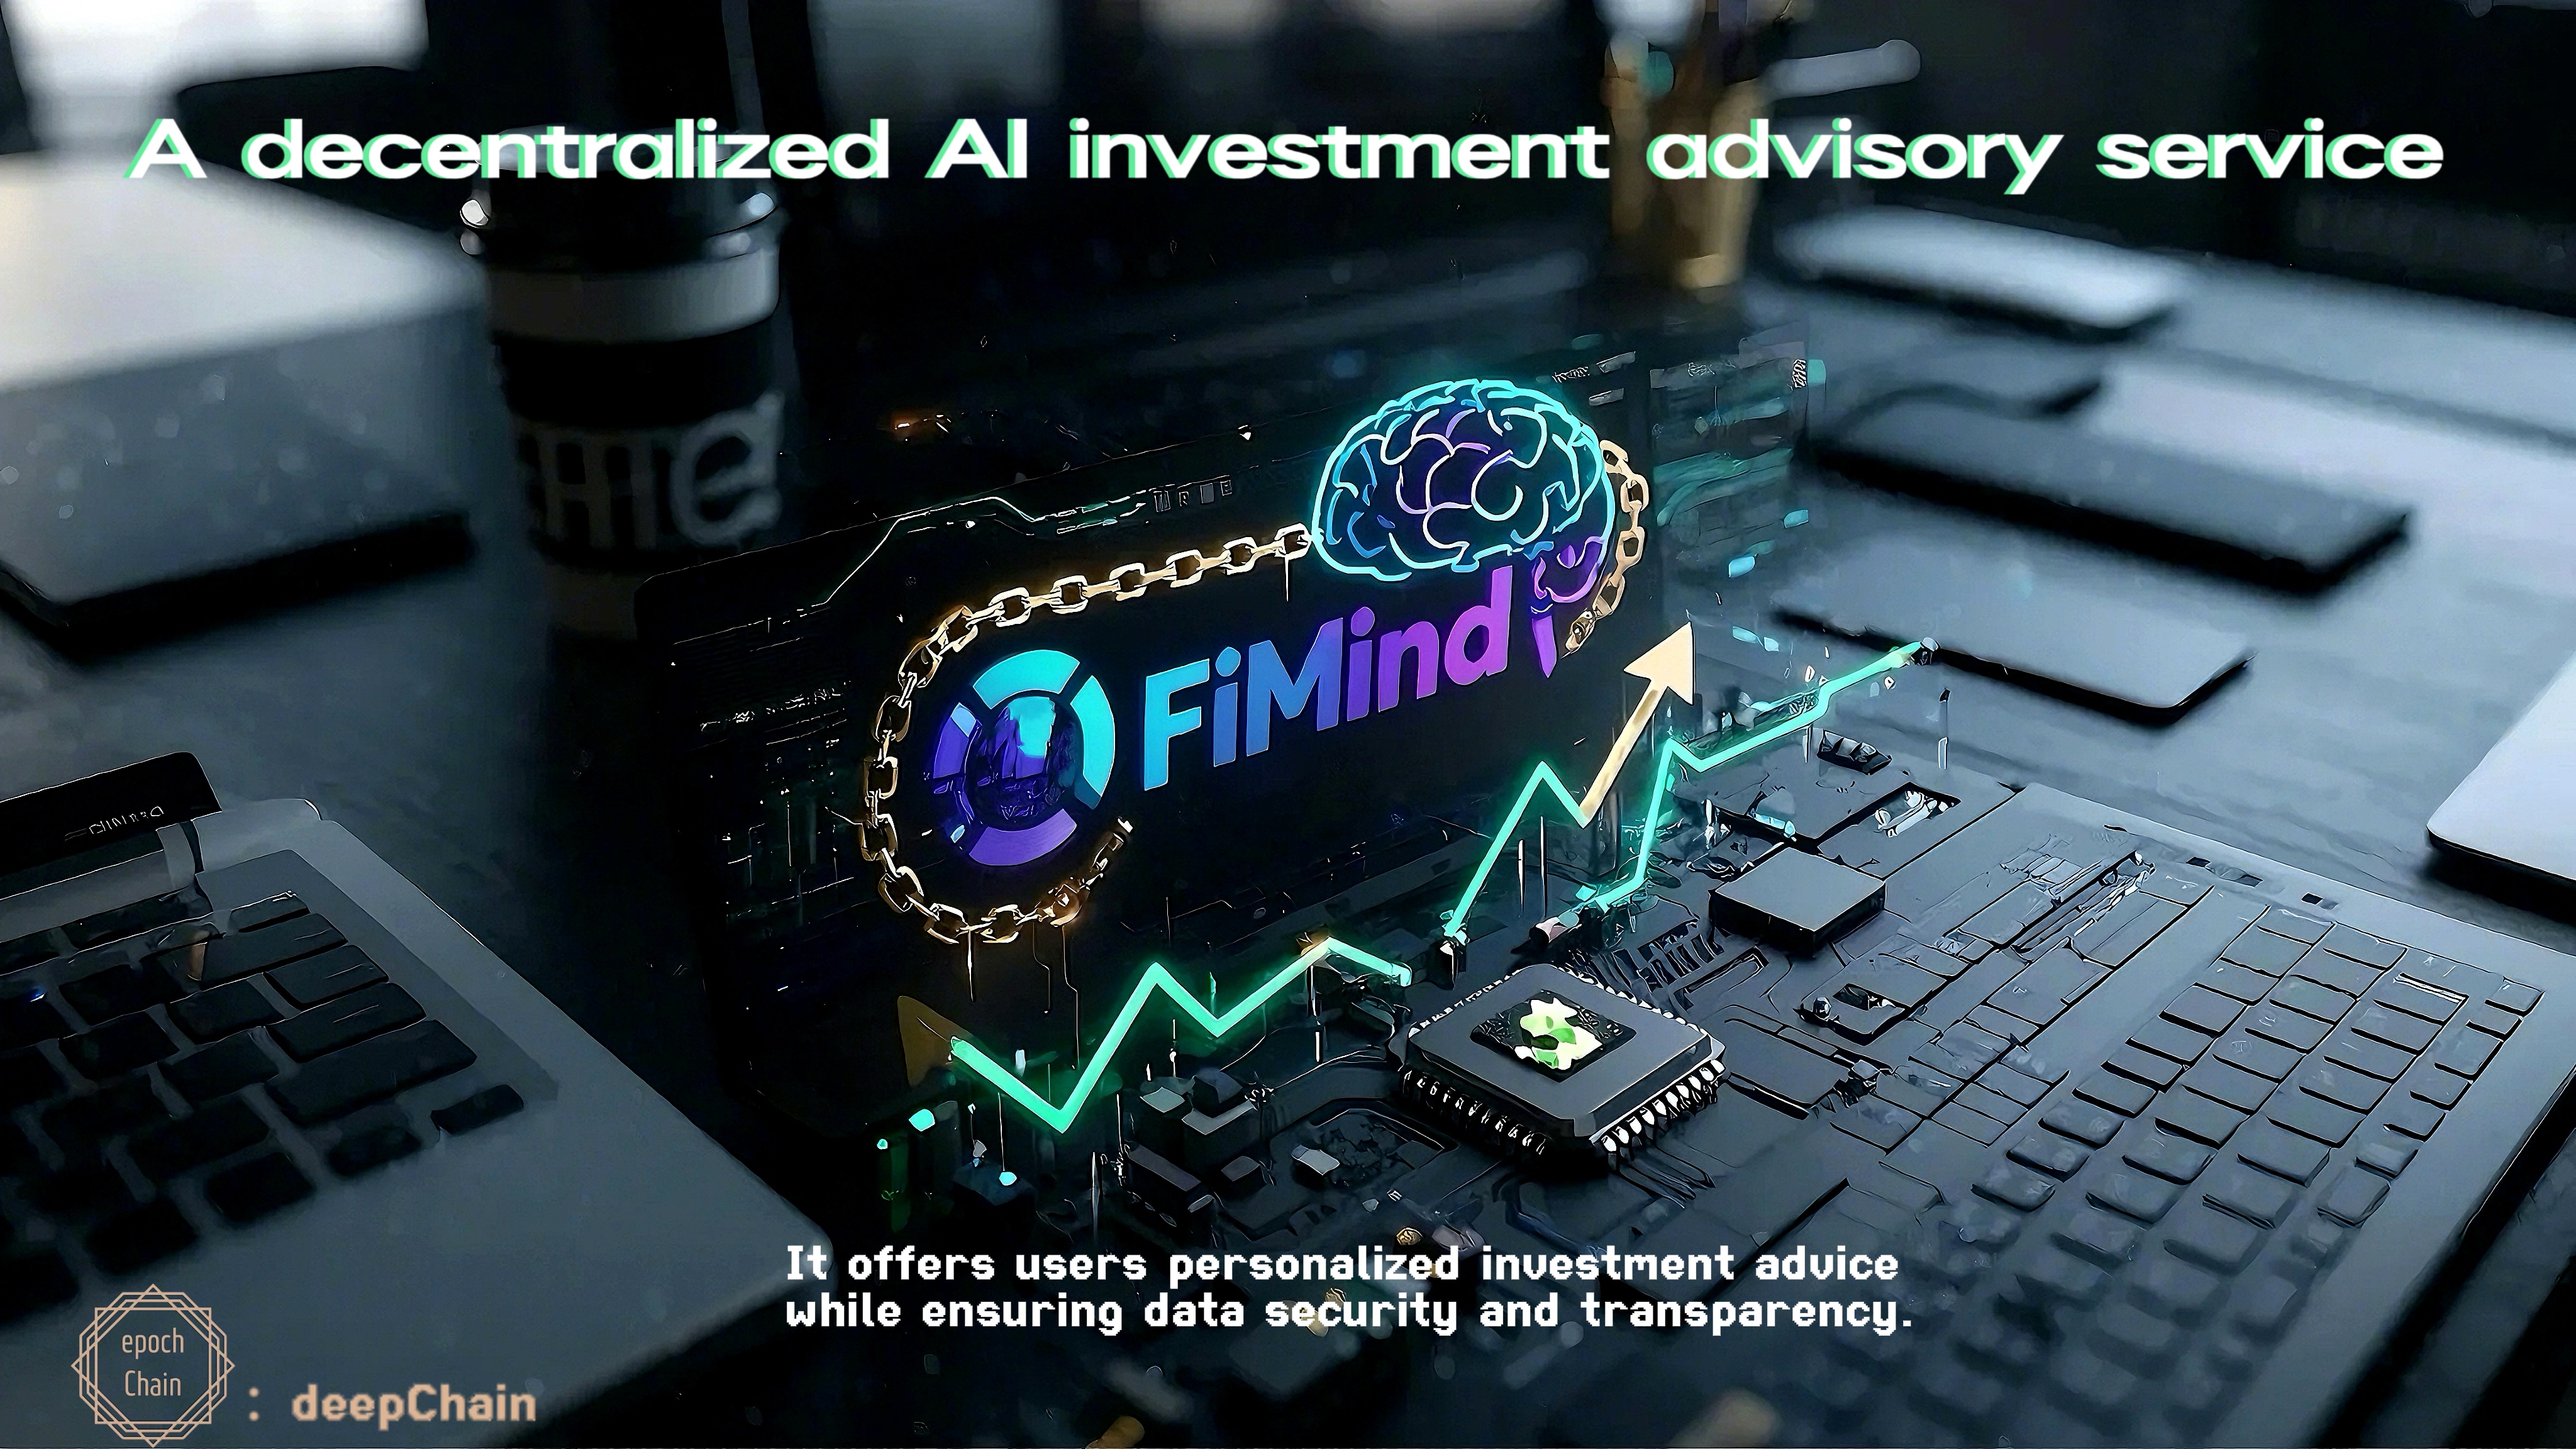 A decentralized AI investment advisory service
FiMind
It offers users personalized investment advice
while ensuring data security and transparency.
epoch
Chain
: deepChain